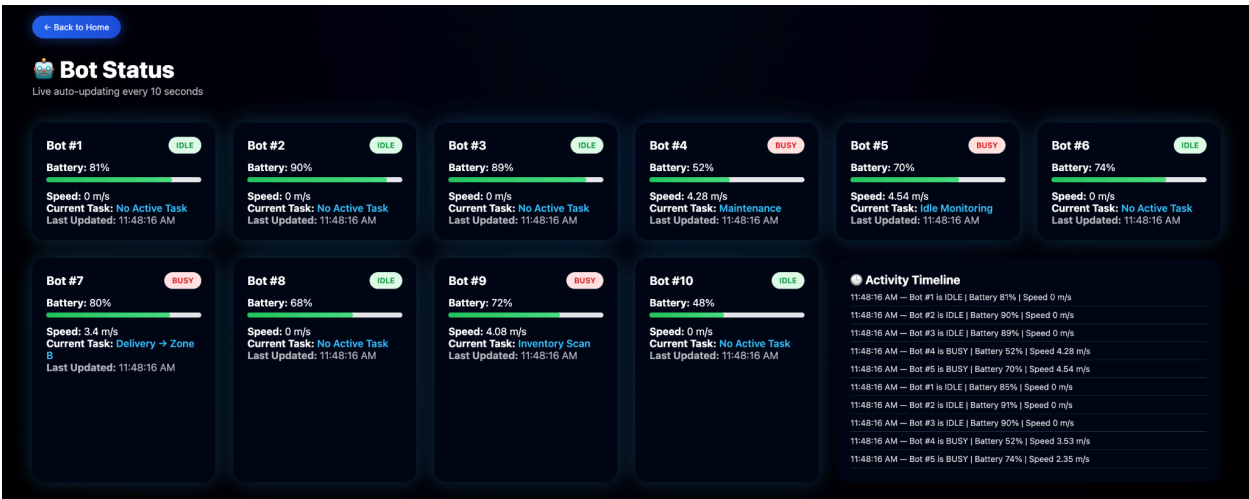 ← Back to Home
🤖 Bot Status
Live auto-updating every 10 seconds
Bot #1
IDLE
Battery: 81%
Speed: 0 m/s
Current Task: No Active Task
Last Updated: 11:48:16 AM
Bot #2
IDLE
Battery: 90%
Speed: 0 m/s
Current Task: No Active Task
Last Updated: 11:48:16 AM
Bot #3
IDLE
Battery: 89%
Speed: 0 m/s
Current Task: No Active Task
Last Updated: 11:48:16 AM
Bot #4
BUSY
Battery: 52%
Speed: 4.28 m/s
Current Task: Maintenance
Last Updated: 11:48:16 AM
Bot #5
BUSY
Battery: 70%
Speed: 4.54 m/s
Current Task: Idle Monitoring
Last Updated: 11:48:16 AM
Bot #6
IDLE
Battery: 74%
Speed: 0 m/s
Current Task: No Active Task
Last Updated: 11:48:16 AM
Bot #7
BUSY
Battery: 80%
Speed: 3.4 m/s
Current Task: Delivery → Zone
B
Last Updated: 11:48:16 AM
Bot #8
IDLE
Battery: 68%
Speed: 0 m/s
Current Task: No Active Task
Last Updated: 11:48:16 AM
Bot #9
BUSY
Battery: 72%
Speed: 4.08 m/s
Current Task: Inventory Scan
Last Updated: 11:48:16 AM
Bot #10
IDLE
Battery: 48%
Speed: 0 m/s
Current Task: No Active Task
Last Updated: 11:48:16 AM
🕒 Activity Timeline
11:48:16 AM — Bot #1 is IDLE | Battery 81% | Speed 0 m/s
11:48:16 AM — Bot #2 is IDLE | Battery 90% | Speed 0 m/s
11:48:16 AM — Bot #3 is IDLE | Battery 89% | Speed 0 m/s
11:48:16 AM — Bot #4 is BUSY | Battery 52% | Speed 4.28 m/s
11:48:16 AM — Bot #5 is BUSY | Battery 70% | Speed 4.54 m/s
11:48:16 AM — Bot #1 is IDLE | Battery 85% | Speed 0 m/s
11:48:16 AM — Bot #2 is IDLE | Battery 91% | Speed 0 m/s
11:48:16 AM — Bot #3 is IDLE | Battery 90% | Speed 0 m/s
11:48:16 AM — Bot #4 is BUSY | Battery 52% | Speed 3.53 m/s
11:48:16 AM — Bot #5 is BUSY | Battery 74% | Speed 2.35 m/s